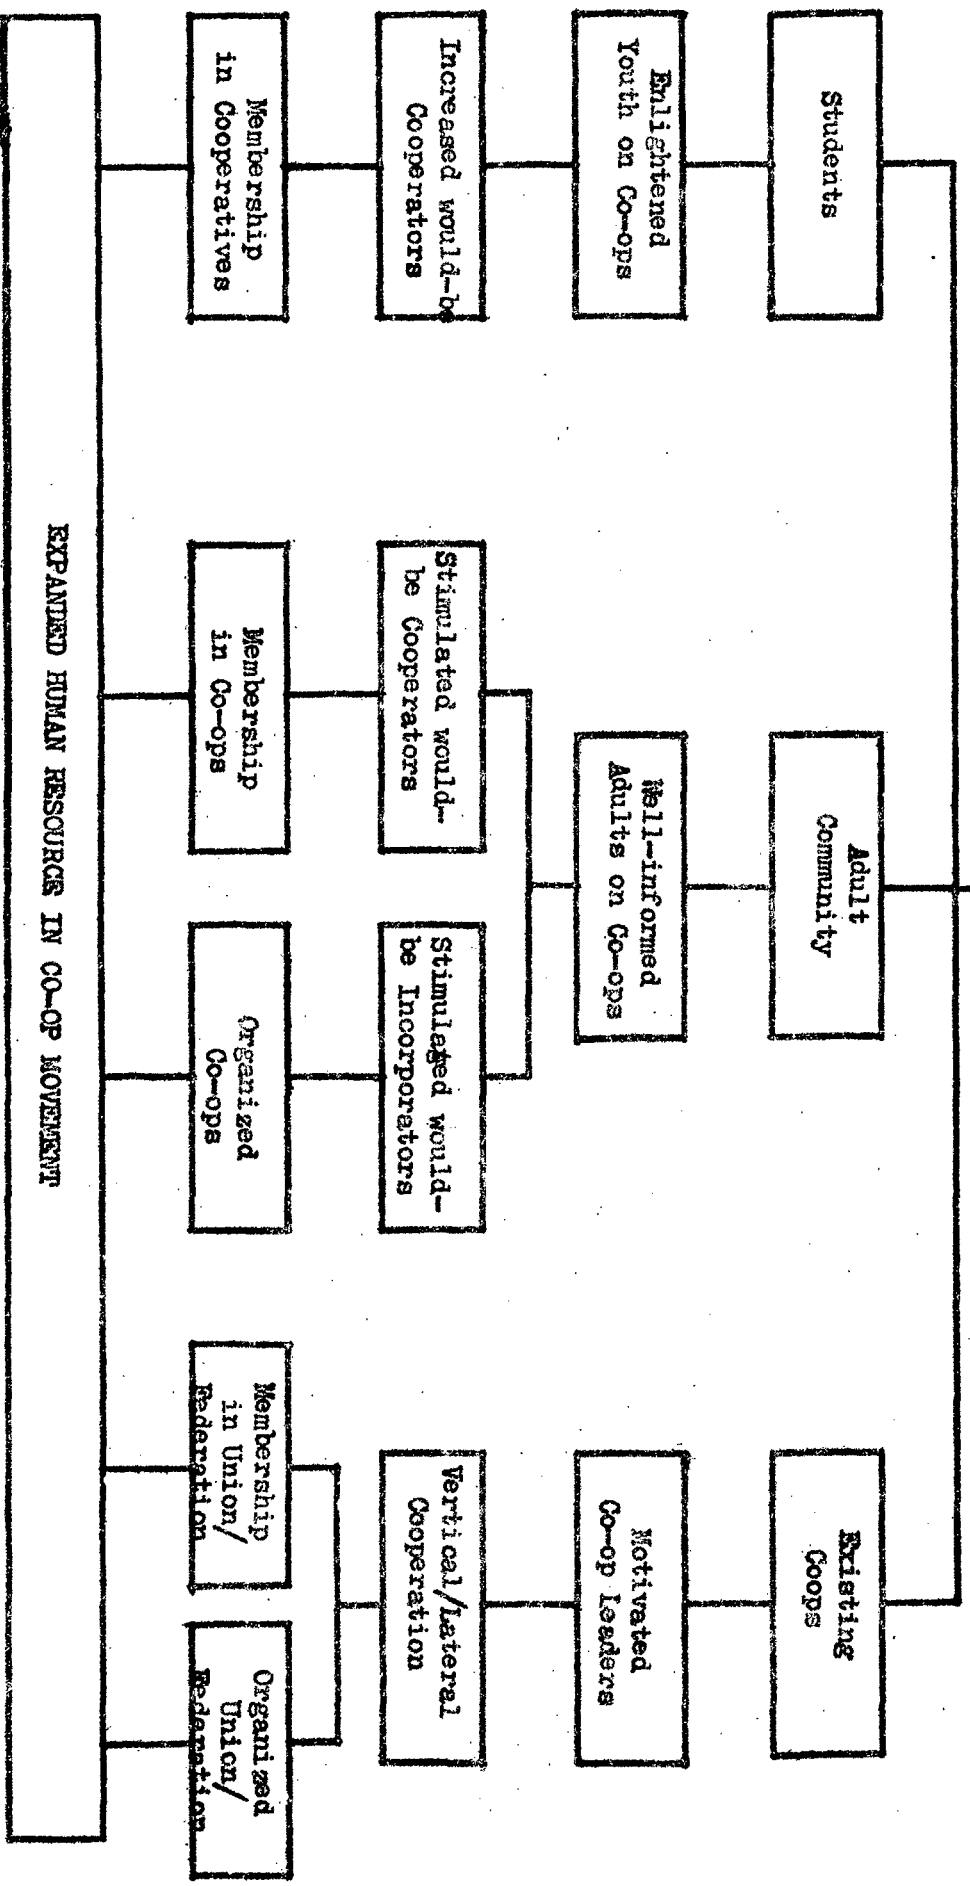 Students
Adult
Community
Existing
Coops
Enlightened
Youth on Co-ops
Well-informed
Adults on Co-ops
Motivated
Co-op leaders
Increased would-be
Cooperators
Stimulated would-
be Cooperators
Stimulated would-
be Incorporators
Vertical/Lateral
Cooperation
Membership
in Cooperatives
Membership
in Co-ops
Organized
Co-ops
Membership
in Union/
Federation
Organized
Union/
Federation
EXPANDED HUMAN RESOURCE IN CO-OP MOVEMENT